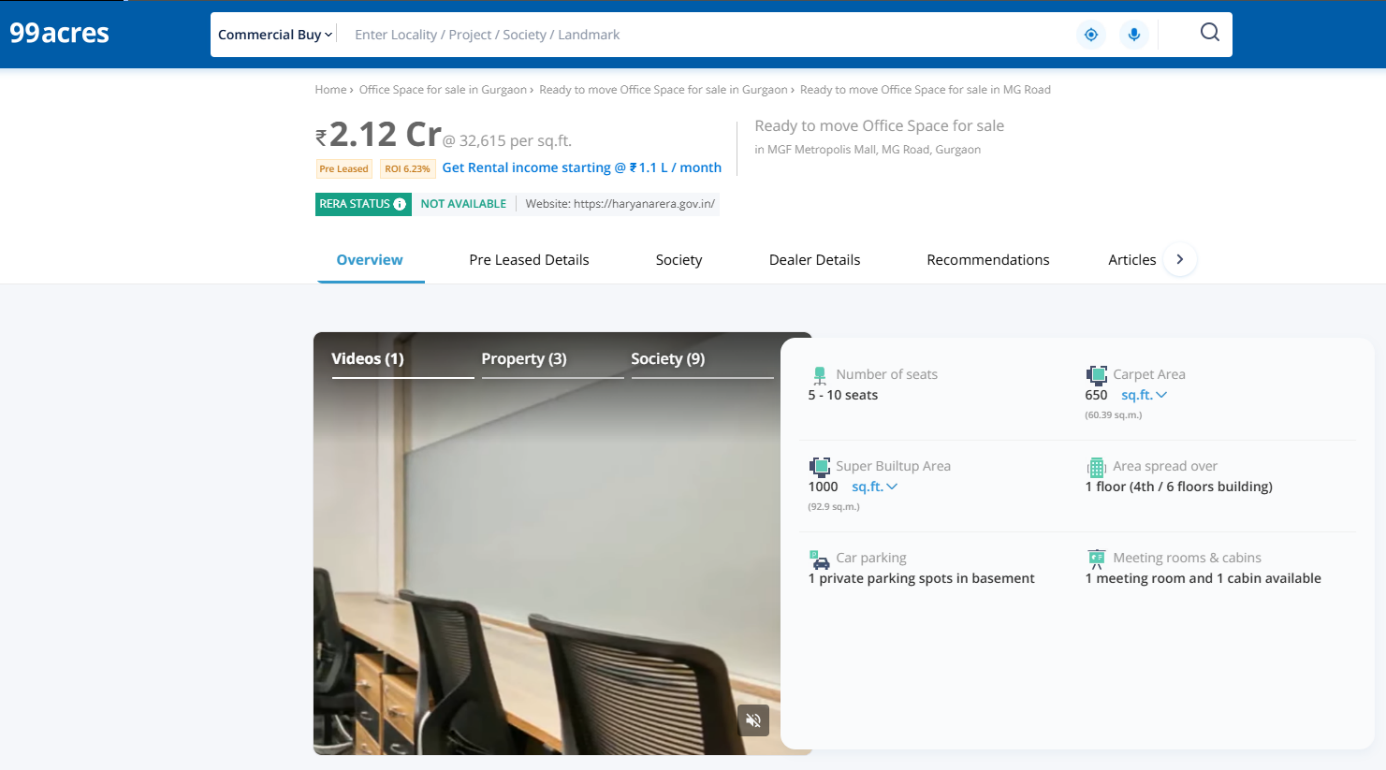 99acres
Commercial Buy
Enter Locality / Project / Society / Landmark
Home › Office Space for sale in Gurgaon › Ready to move Office Space for sale in Gurgaon › Ready to move Office Space for sale in MG Road
₹2.12 Cr @ 32,615 per sq.ft.
Pre Leased ROI 6.23% Get Rental income starting @ ₹1.1 L / month
Ready to move Office Space for sale
in MGF Metropolis Mall, MG Road, Gurgaon
RERA STATUS i NOT AVAILABLE Website: https://haryanarera.gov.in/
Overview Pre Leased Details Society Dealer Details Recommendations Articles
Videos (1) Property (3) Society (9)
Number of seats
5 - 10 seats
Carpet Area
650 sq.ft.
(60.39 sq.m.)
Super Builtup Area
1000 sq.ft.
(92.9 sq.m.)
Area spread over
1 floor (4th / 6 floors building)
Car parking
1 private parking spots in basement
Meeting rooms & cabins
1 meeting room and 1 cabin available